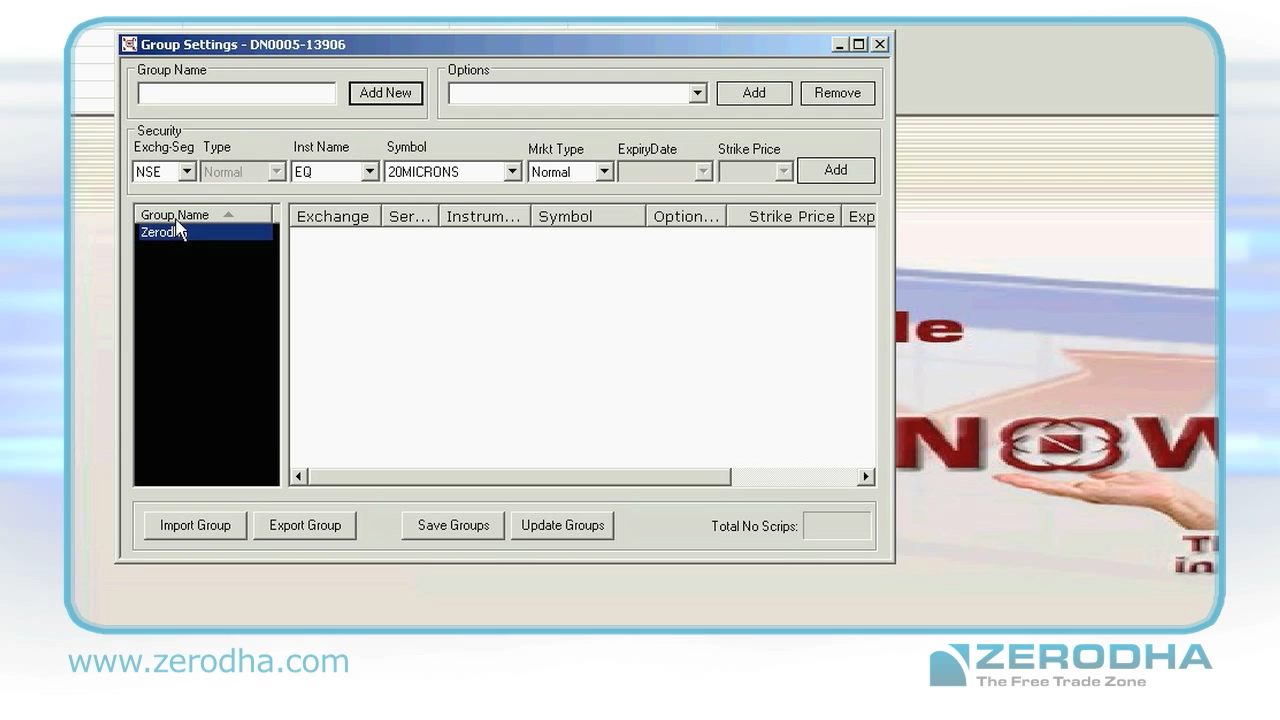 Group Settings - DN0005-13906
Group Name
Options
Add New
Add
Remove
Security
Exchg-Seg Type Inst Name Symbol Mrkt Type ExpiryDate Strike Price
NSE Normal EQ 20MICRONS Normal Add
Group Name
Exchange Ser... Instrum... Symbol Option... Strike Price Exp
Import Group Export Group Save Groups Update Groups Total No Scrips:
le
NOW
www.zerodha.com
ZERODHA
The Free Trade Zone